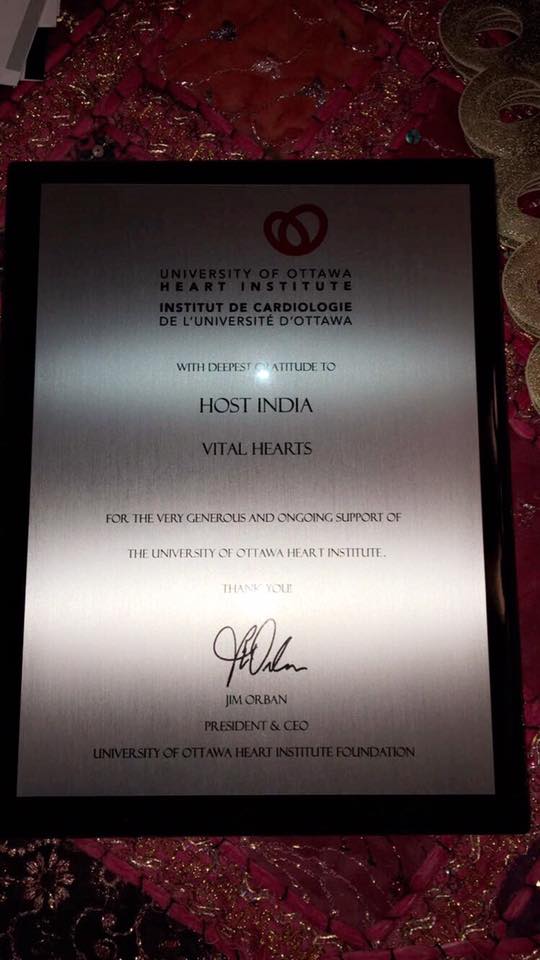 UNIVERSITY OF OTTAWA
HEART INSTITUTE
INSTITUT DE CARDIOLOGIE
DE L'UNIVERSITÉ D'OTTAWA
WITH DEEPEST GRATITUDE TO
HOST INDIA
VITAL HEARTS
FOR THE VERY GENEROUS AND ONGOING SUPPORT OF
THE UNIVERSITY OF OTTAWA HEART INSTITUTE.
THANK YOU!
JIM ORBAN
PRESIDENT & CEO
UNIVERSITY OF OTTAWA HEART INSTITUTE FOUNDATION